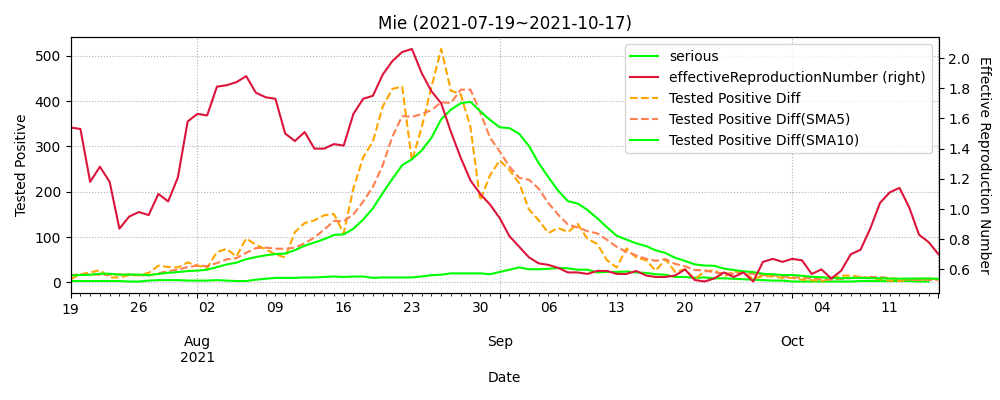 Mie (2021-07-19~2021-10-17)
serious
effectiveReproductionNumber (right)
Tested Positive Diff
Tested Positive Diff(SMA5)
Tested Positive Diff(SMA10)
Tested Positive
500
400
300
200
100
0
Effective Reproduction Number
2.0
1.8
1.6
1.4
1.2
1.0
0.8
0.6
19 26 02 09 16 23 30 06 13 20 27 04 11
Aug Sep Oct
2021
Date